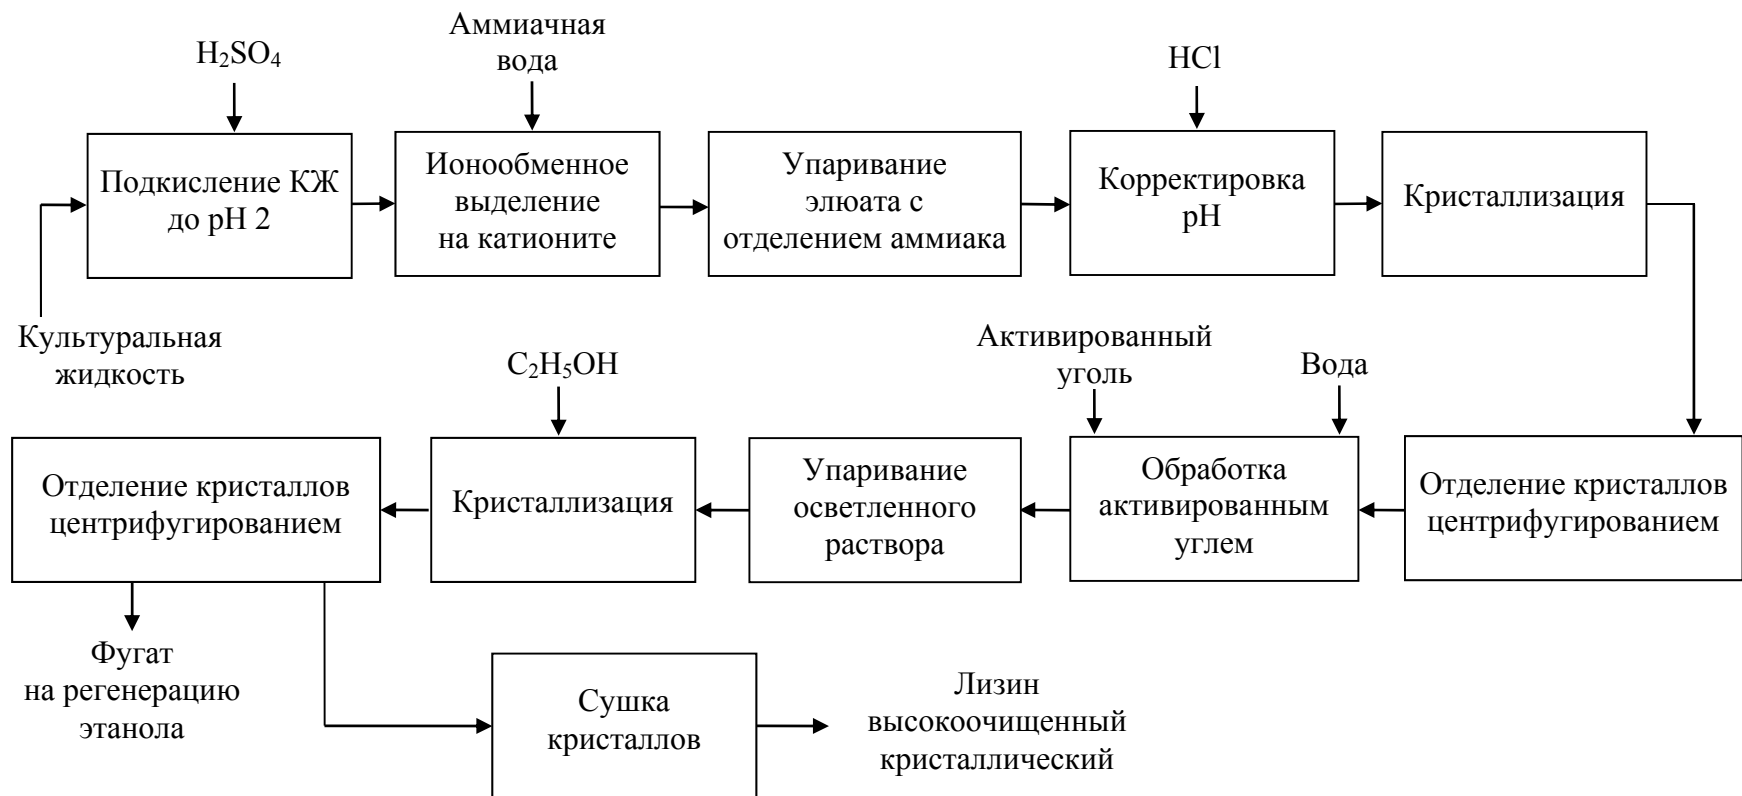 H₂SO₄
Аммиачная
вода
HCl
Подкисление КЖ
до pH 2
Ионообменное
выделение
на катионите
Упаривание
элюата с
отделением аммиака
Корректировка
pH
Кристаллизация
Культуральная
жидкость
C₂H₅OH
Активированный
уголь
Вода
Отделение кристаллов
центрифугированием
Кристаллизация
Упаривание
осветленного
раствора
Обработка
активированным
углем
Отделение кристаллов
центрифугированием
Фугат
на регенерацию
этанола
Сушка
кристаллов
Лизин
высокоочищенный
кристаллический